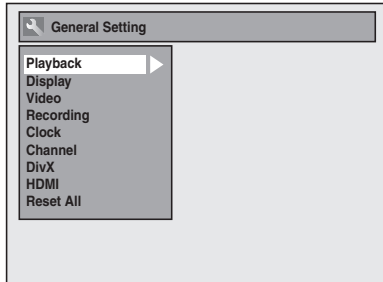 General Setting
Playback
Display
Video
Recording
Clock
Channel
DivX
HDMI
Reset All